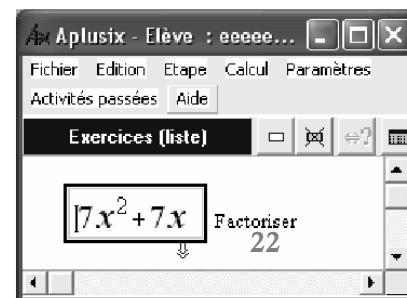 Aplusix - Elève : eeeee...
Fichier Edition Etape Calcul Paramètres
Activités passées Aide
Exercices (liste)
7x² + 7x Factoriser
22